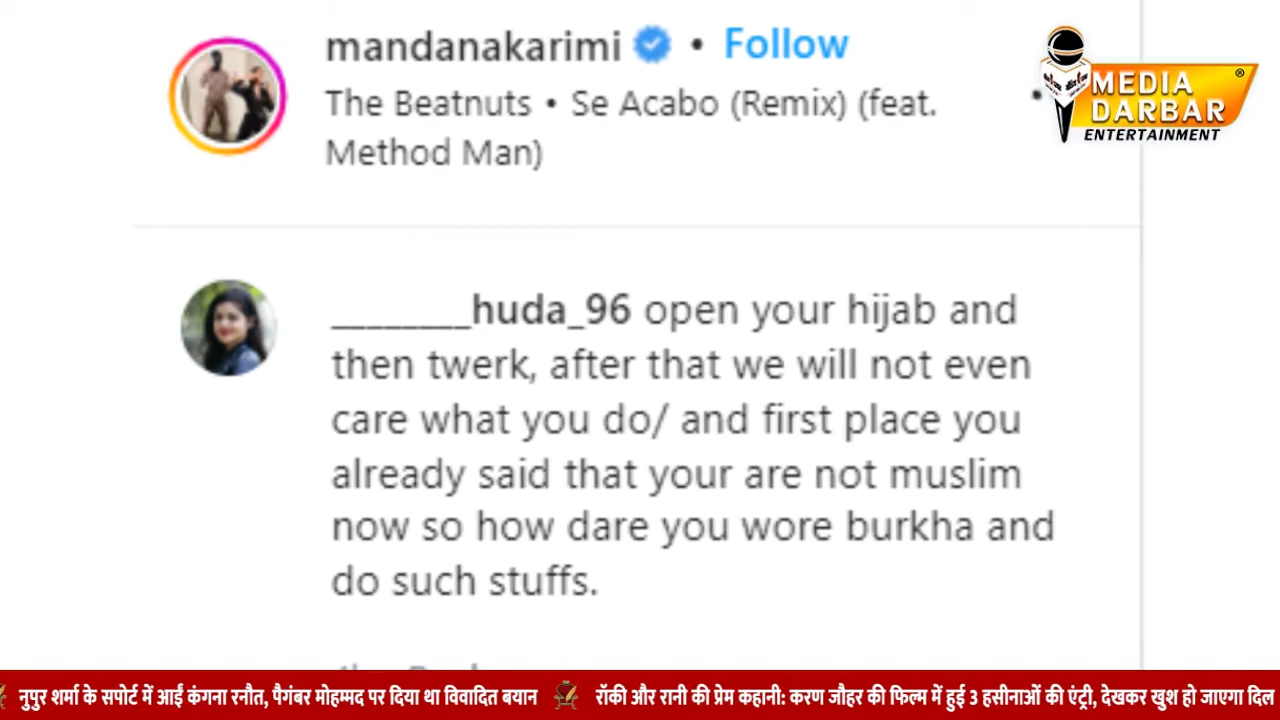 mandanakarimi • Follow
The Beatnuts • Se Acabo (Remix) (feat. •
Method Man)
MEDIA
DARBAR
ENTERTAINMENT
________huda_96 open your hijab and
then twerk, after that we will not even
care what you do/ and first place you
already said that your are not muslim
now so how dare you wore burkha and
do such stuffs.
नुपुर शर्मा के सपोर्ट में आईं कंगना रनौत, पैगंबर मोहम्मद पर दिया था विवादित बयान रॉकी और रानी की प्रेम कहानी: करण जौहर की फिल्म में हुई 3 हसीनाओं की एंट्री, देखकर खुश हो जाएगा दिल